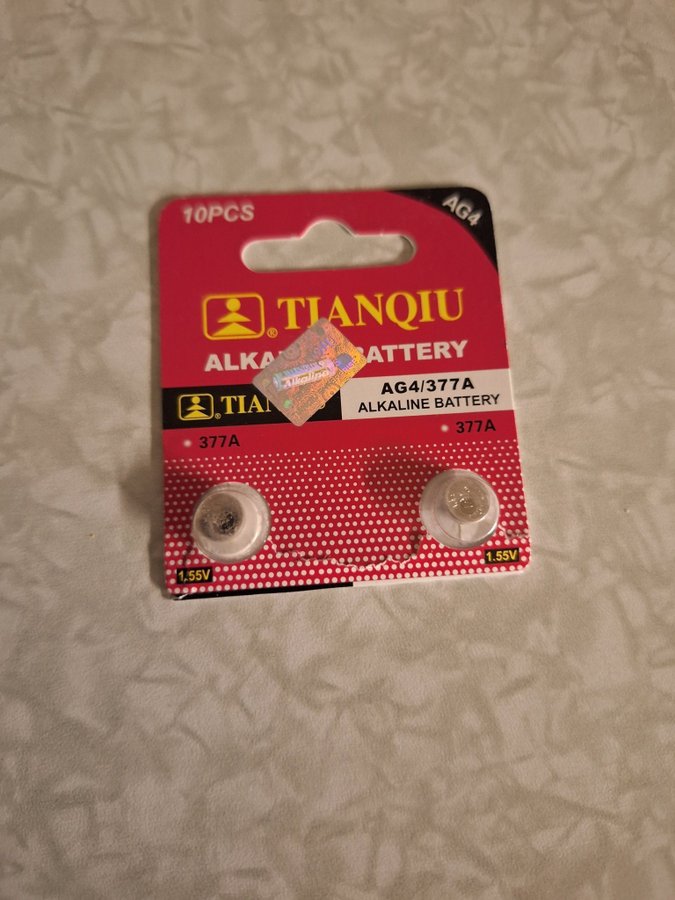 10PCS
AG4
® TIANQIU
ALKA BATTERY
Alkaline
® TIAN
AG4/377A
ALKALINE BATTERY
377A
377A
1.55V
1.55V